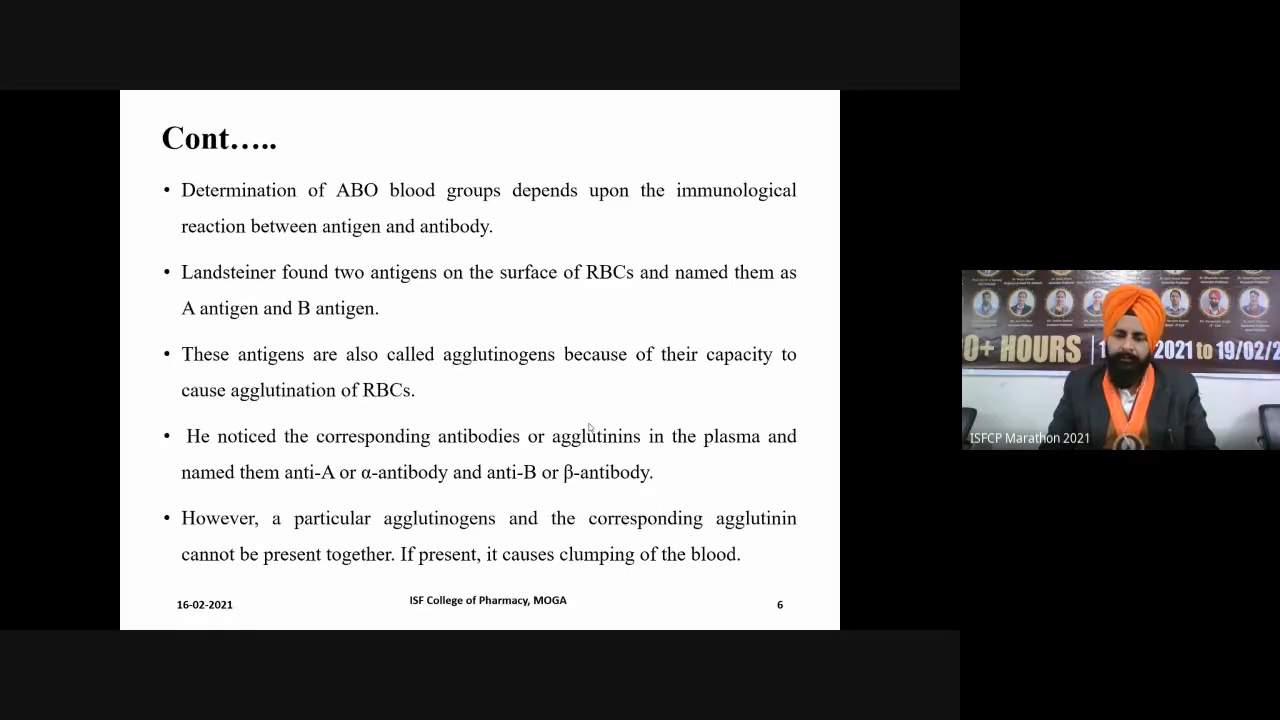 Cont…..
• Determination of ABO blood groups depends upon the immunological
reaction between antigen and antibody.
• Landsteiner found two antigens on the surface of RBCs and named them as
A antigen and B antigen.
• These antigens are also called agglutinogens because of their capacity to
cause agglutination of RBCs.
• He noticed the corresponding antibodies or agglutinins in the plasma and
named them anti-A or α-antibody and anti-B or β-antibody.
• However, a particular agglutinogens and the corresponding agglutinin
cannot be present together. If present, it causes clumping of the blood.
16-02-2021
ISF College of Pharmacy, MOGA
6
0+ HOURS
2021 to 19/02/2
ISFCP Marathon 2021